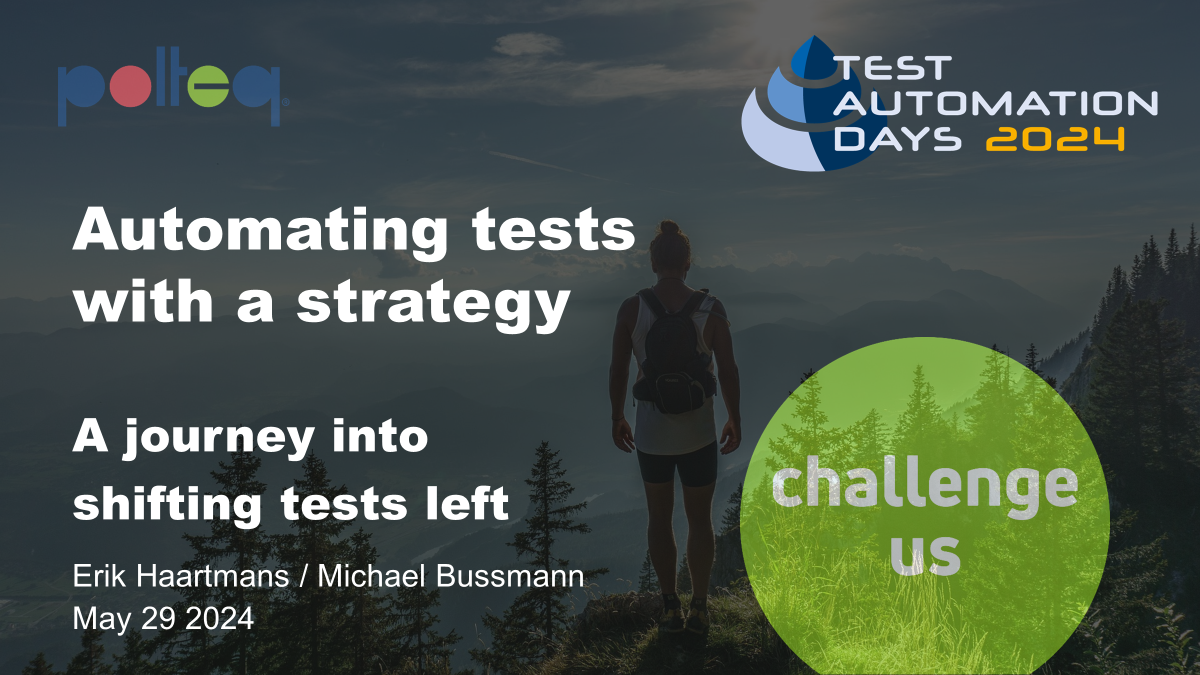 polteq®
TEST
AUTOMATION
DAYS 2024
Automating tests
with a strategy
A journey into
shifting tests left
Erik Haartmans / Michael Bussmann
May 29 2024
challenge
us